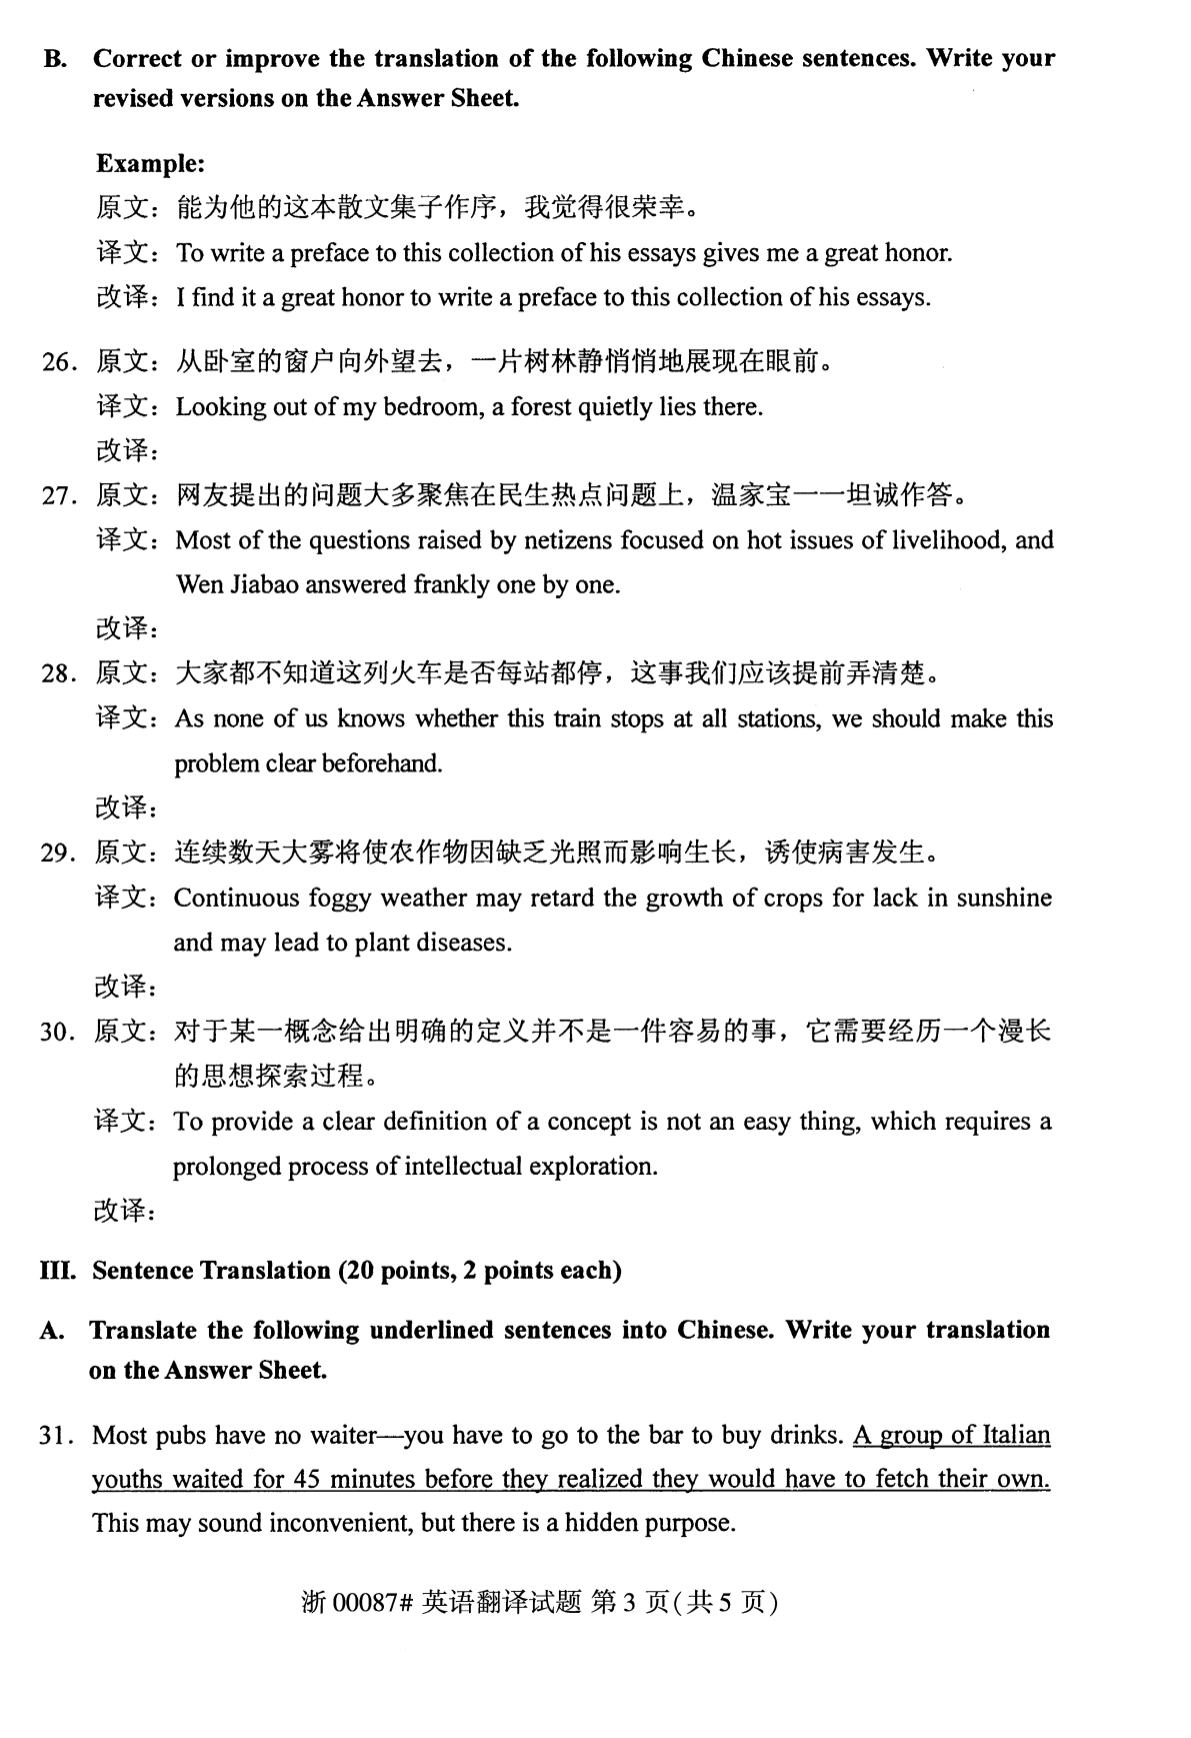 B. Correct or improve the translation of the following Chinese sentences. Write your
revised versions on the Answer Sheet.
Example:
原文：能为他的这本散文集子作序，我觉得很荣幸。
译文：To write a preface to this collection of his essays gives me a great honor.
改译：I find it a great honor to write a preface to this collection of his essays.
26. 原文：从卧室的窗户向外望去，一片树林静悄悄地展现在眼前。
译文：Looking out of my bedroom, a forest quietly lies there.
改译：
27. 原文：网友提出的问题大多聚焦在民生热点问题上，温家宝一一坦诚作答。
译文：Most of the questions raised by netizens focused on hot issues of livelihood, and
Wen Jiabao answered frankly one by one.
改译：
28. 原文：大家都不知道这列火车是否每站都停，这事我们应该提前弄清楚。
译文：As none of us knows whether this train stops at all stations, we should make this
problem clear beforehand.
改译：
29. 原文：连续数天大雾将使农作物因缺乏光照而影响生长，诱使病害发生。
译文：Continuous foggy weather may retard the growth of crops for lack in sunshine
and may lead to plant diseases.
改译：
30. 原文：对于某一概念给出明确的定义并不是一件容易的事，它需要经历一个漫长
的思想探索过程。
译文：To provide a clear definition of a concept is not an easy thing, which requires a
prolonged process of intellectual exploration.
改译：
III. Sentence Translation (20 points, 2 points each)
A. Translate the following underlined sentences into Chinese. Write your translation
on the Answer Sheet.
31. Most pubs have no waiter—you have to go to the bar to buy drinks. A group of Italian
youths waited for 45 minutes before they realized they would have to fetch their own.
This may sound inconvenient, but there is a hidden purpose.
浙 00087# 英语翻译试题 第 3 页(共 5 页)